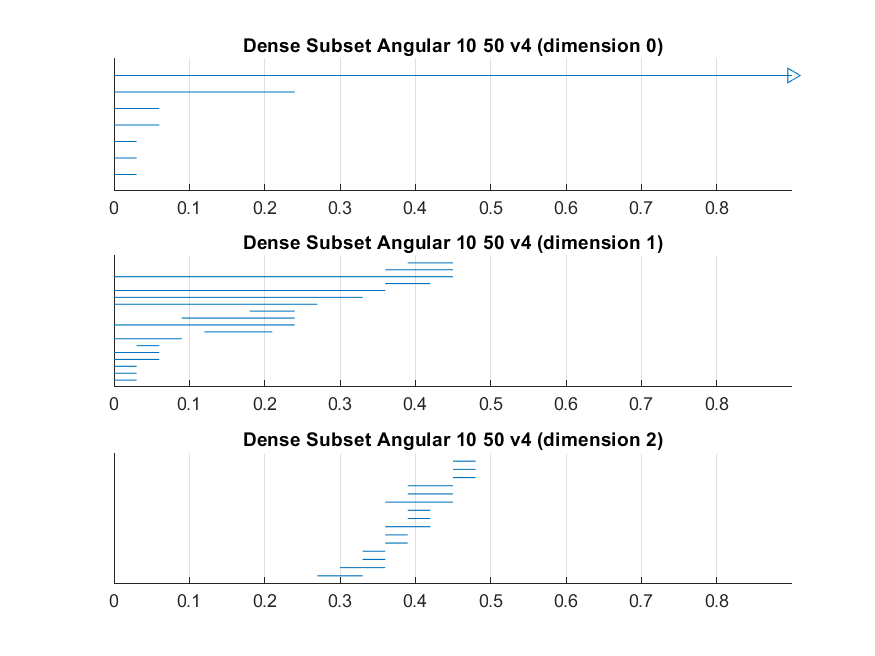 Dense Subset Angular 10 50 v4 (dimension 0)
0 0.1 0.2 0.3 0.4 0.5 0.6 0.7 0.8
Dense Subset Angular 10 50 v4 (dimension 1)
0 0.1 0.2 0.3 0.4 0.5 0.6 0.7 0.8
Dense Subset Angular 10 50 v4 (dimension 2)
0 0.1 0.2 0.3 0.4 0.5 0.6 0.7 0.8